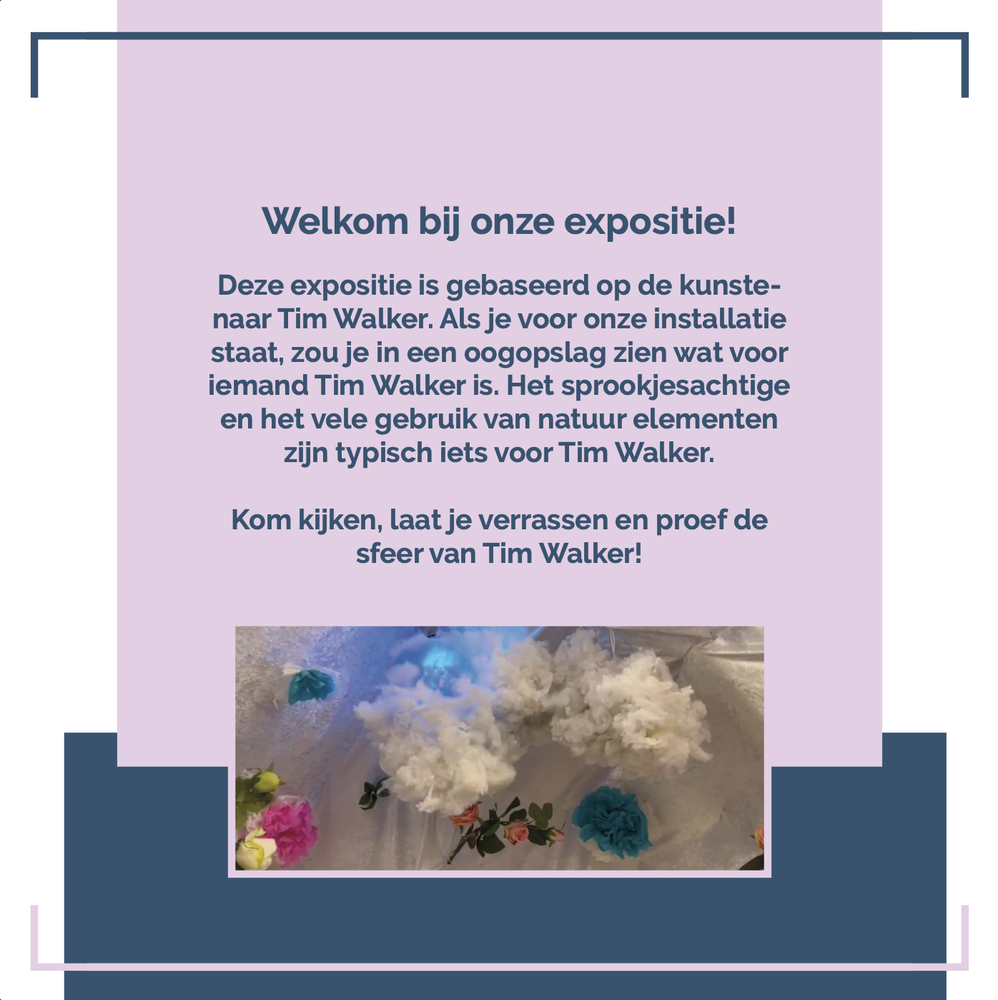 Welkom bij onze expositie!
Deze expositie is gebaseerd op de kunste-
naar Tim Walker. Als je voor onze installatie
staat, zou je in een oogopslag zien wat voor
iemand Tim Walker is. Het sprookjesachtige
en het vele gebruik van natuur elementen
zijn typisch iets voor Tim Walker.
Kom kijken, laat je verrassen en proef de
sfeer van Tim Walker!